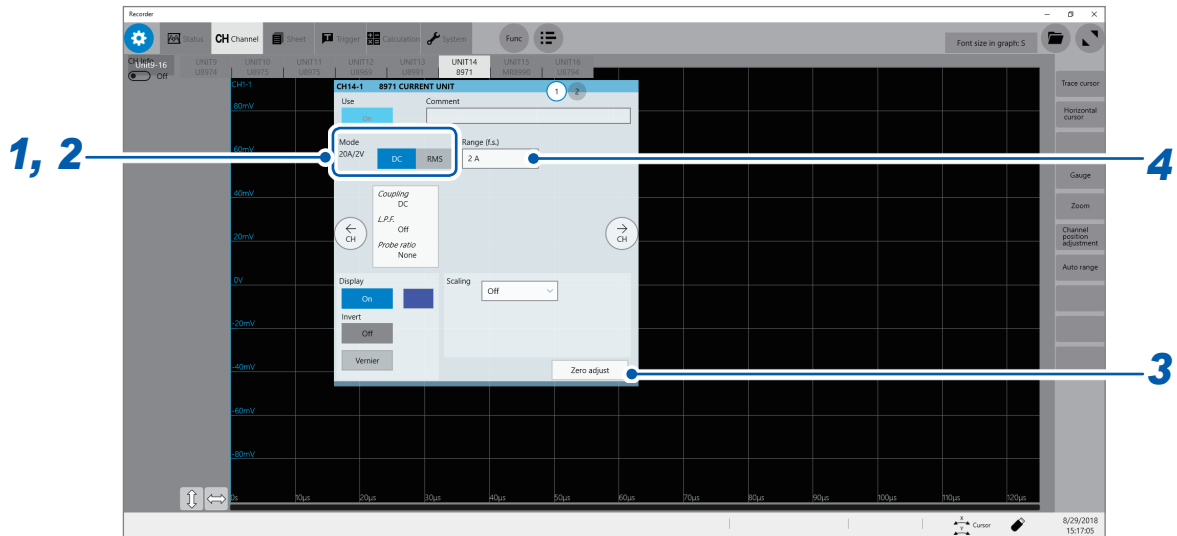 Recorder
Status CH Channel Sheet Trigger Calculation System Func Font size in graph: S
CH Info
Unit9-16
Off
UNIT9 UNIT10 UNIT11 UNIT12 UNIT13 UNIT14 UNIT15 UNIT16
U8974 U8975 U8975 U8969 U8991 8971 MR8990 U8794
CH1-1
CH14-1 8971 CURRENT UNIT 1 2
Use Comment
On
Mode Range (f.s.)
20A/2V DC RMS 2 A
Coupling
DC
L.P.F.
Off
Probe ratio
None
← CH
→ CH
Display Scaling
On Off
Invert
Off
Vernier
Zero adjust
1, 2
4
3
80mV
60mV
40mV
20mV
0V
-20mV
-40mV
-60mV
-80mV
0s 10µs 20µs 30µs 40µs 50µs 60µs 70µs 80µs 90µs 100µs 110µs 120µs
Trace cursor
Horizontal
cursor
Gauge
Zoom
Channel
position
adjustment
Auto range
X
Y
Cursor
8/29/2018
15:17:05